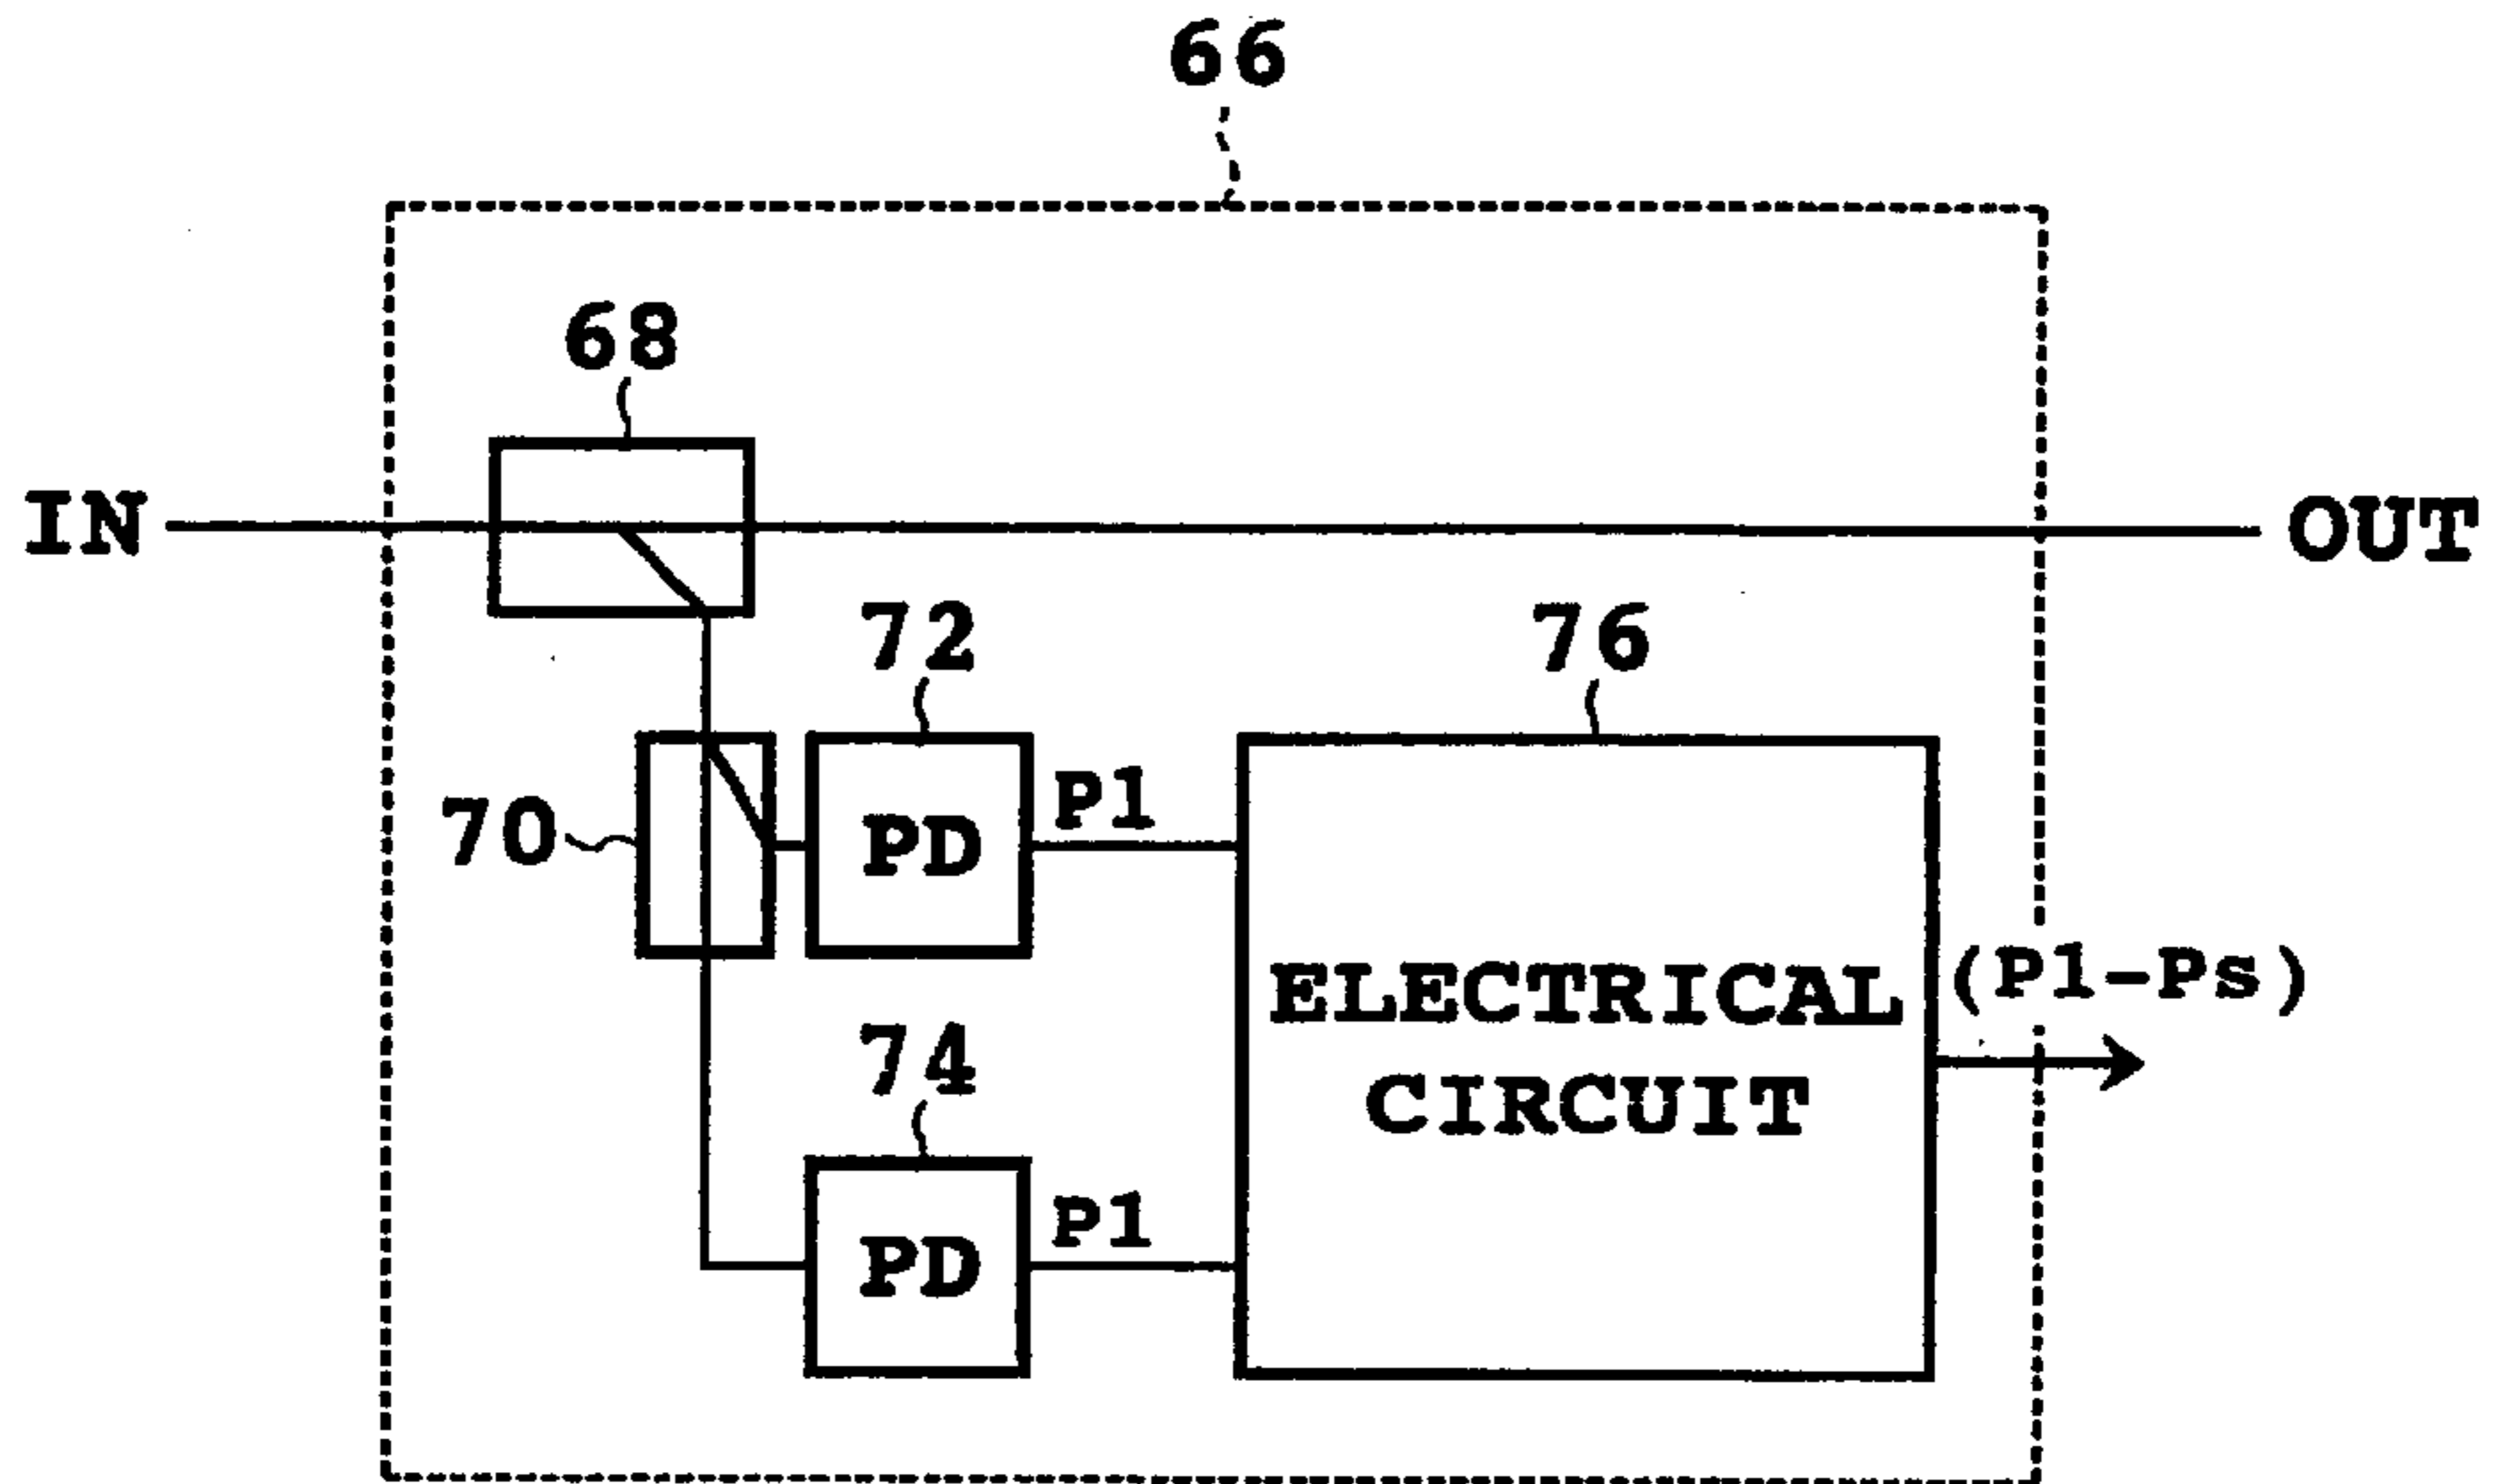 66
68
IN
OUT
72
76
P1
70
PD
ELECTRICAL
CIRCUIT
(P1-Ps)
74
P1
PD